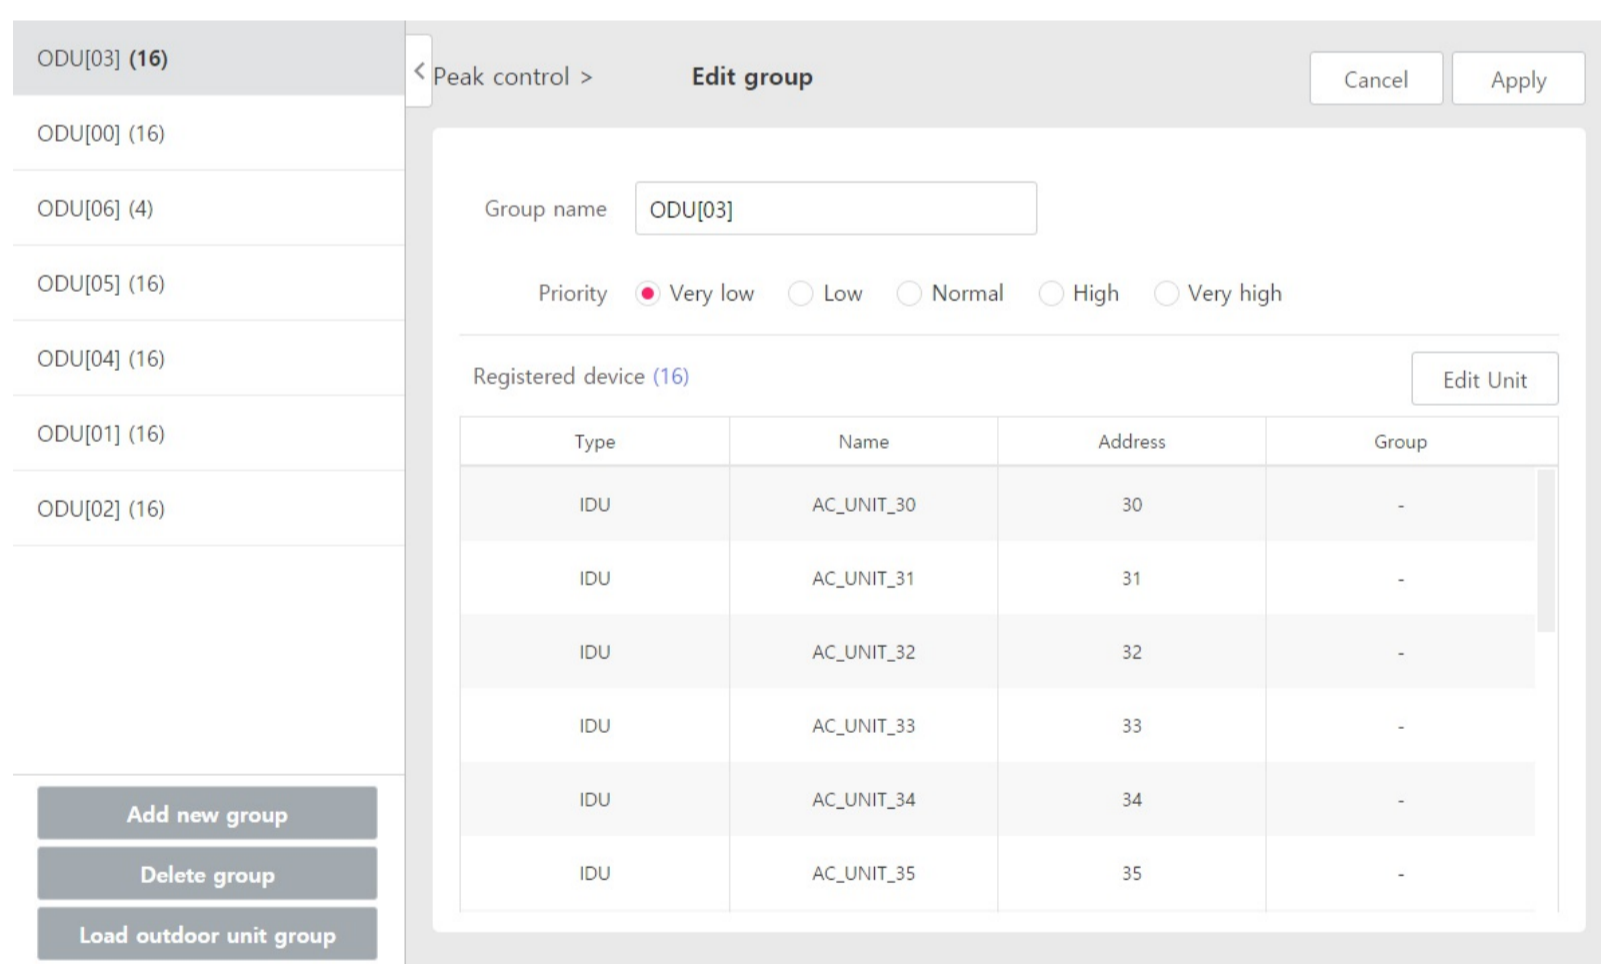 ODU[03] (16)
ODU[00] (16)
ODU[06] (4)
ODU[05] (16)
ODU[04] (16)
ODU[01] (16)
ODU[02] (16)
Add new group
Delete group
Load outdoor unit group
< Peak control > Edit group Cancel Apply
Group name ODU[03]
Priority Very low Low Normal High Very high
Registered device (16) Edit Unit
Type Name Address Group
IDU AC_UNIT_30 30 -
IDU AC_UNIT_31 31 -
IDU AC_UNIT_32 32 -
IDU AC_UNIT_33 33 -
IDU AC_UNIT_34 34 -
IDU AC_UNIT_35 35 -